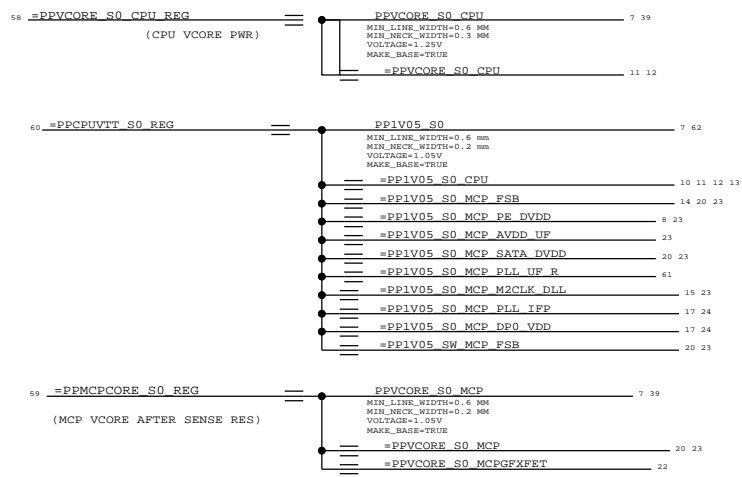 58 =PPVCORE_S0_CPU_REG PPVCORE_S0_CPU 7 39
(CPU VCORE PWR)
MIN_LINE_WIDTH=0.6 MM
MIN_NECK_WIDTH=0.3 MM
VOLTAGE=1.25V
MAKE_BASE=TRUE
=PPVCORE_S0_CPU 11 12
60 =PPCPUVTT_S0_REG PP1V05_S0 7 62
MIN_LINE_WIDTH=0.6 mm
MIN_NECK_WIDTH=0.2 mm
VOLTAGE=1.05V
MAKE_BASE=TRUE
=PP1V05_S0_CPU 10 11 12 13
=PP1V05_S0_MCP_FSB 14 20 23
=PP1V05_S0_MCP_PE_DVDD 8 23
=PP1V05_S0_MCP_AVDD_UF 23
=PP1V05_S0_MCP_SATA_DVDD 20 23
=PP1V05_S0_MCP_PLL_UF_R 61
=PP1V05_S0_MCP_M2CLK_DLL 15 23
=PP1V05_S0_MCP_PLL_IFP 17 24
=PP1V05_S0_MCP_DP0_VDD 17 24
=PP1V05_SW_MCP_FSB 20 23
59 =PPMCPCORE_S0_REG PPVCORE_S0_MCP 7 39
(MCP VCORE AFTER SENSE RES)
MIN_LINE_WIDTH=0.6 MM
MIN_NECK_WIDTH=0.2 MM
VOLTAGE=1.05V
MAKE_BASE=TRUE
=PPVCORE_S0_MCP 20 23
=PPVCORE_S0_MCPGFXFET 22